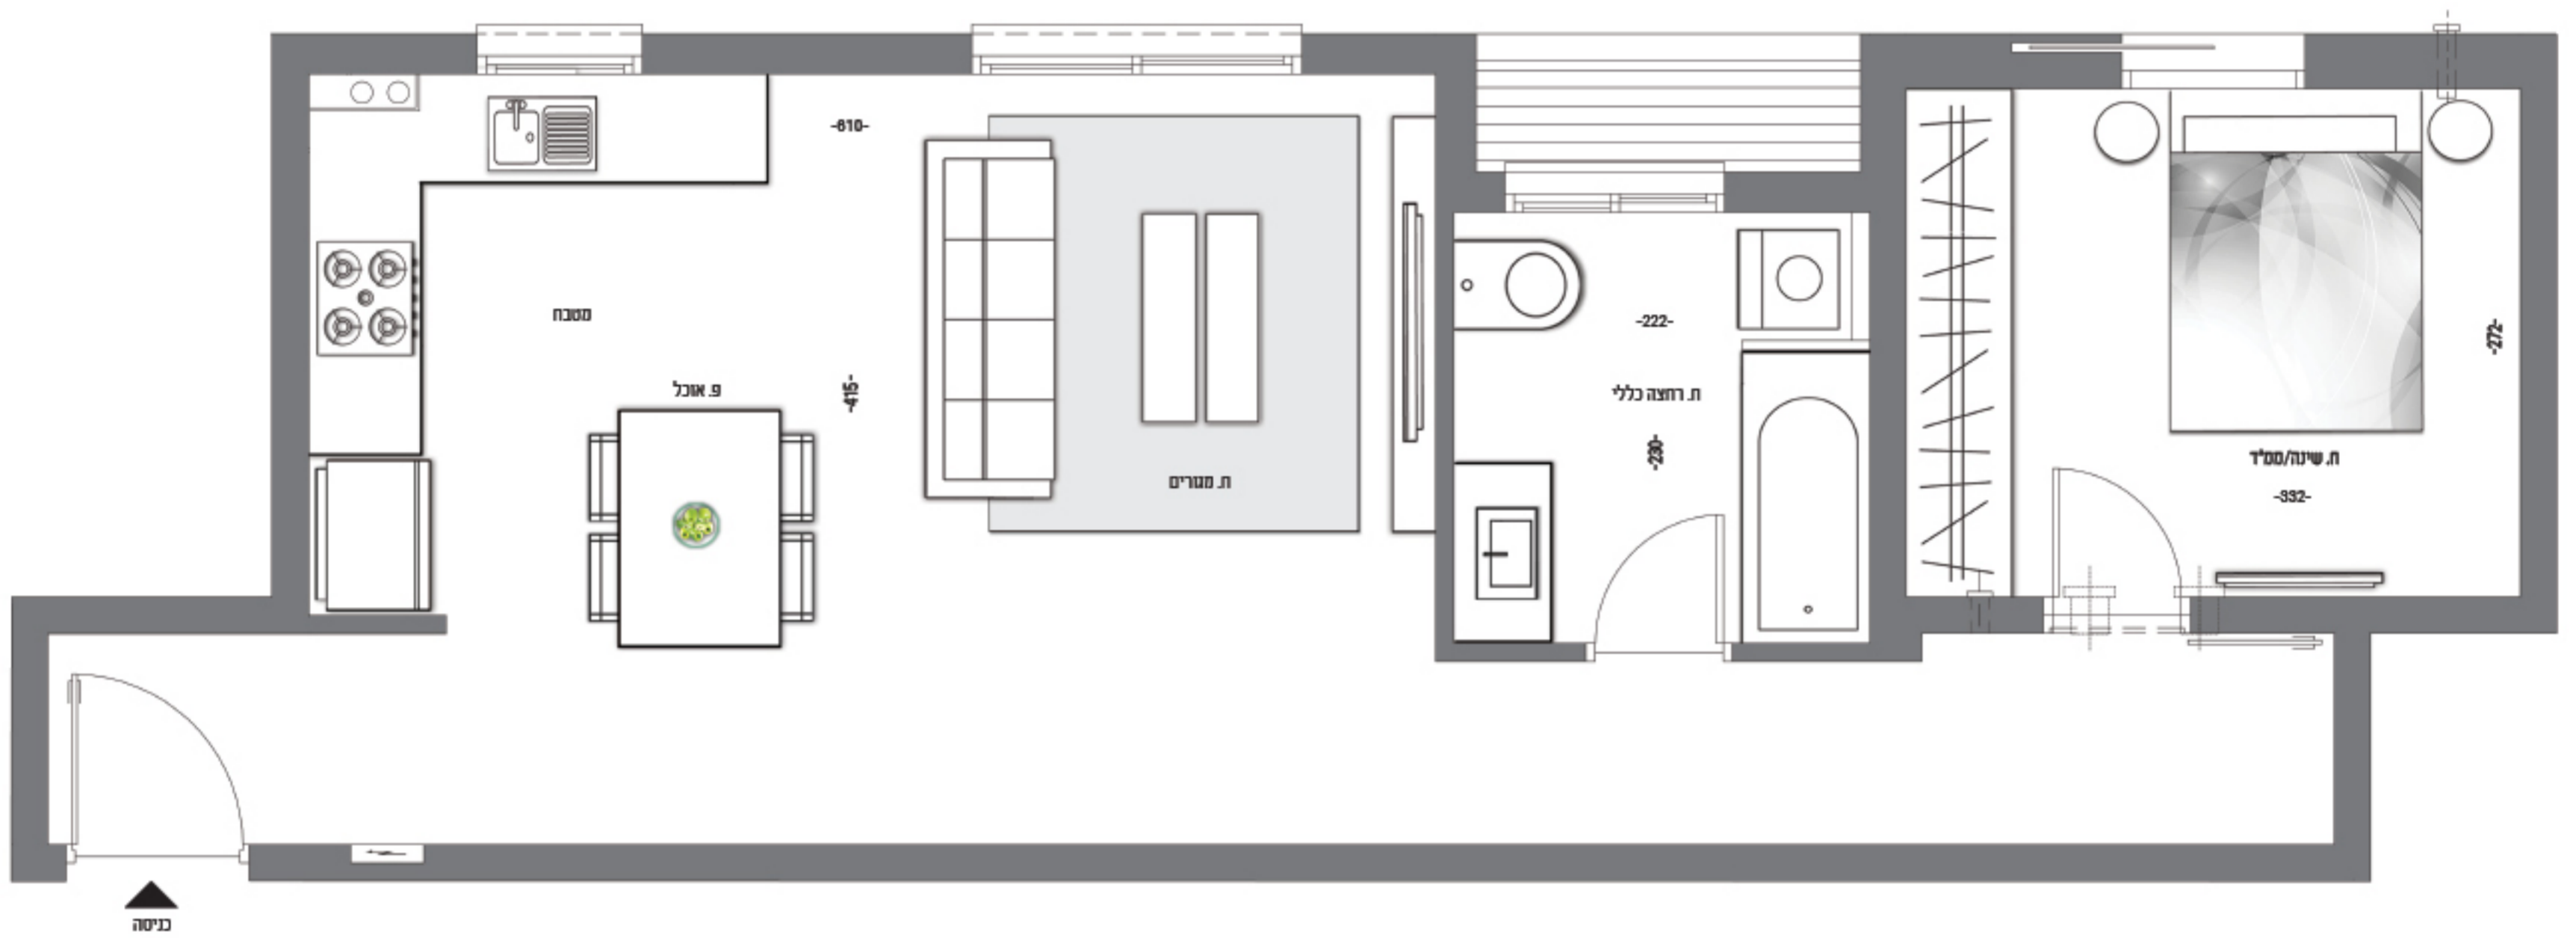 -610-
מטבח
-222-
-272-
פ. אוכל
-415-
ח. רחצה כללי
-230-
ח. שינה/ממ"ד
ח. מגורים
-332-
כניסה